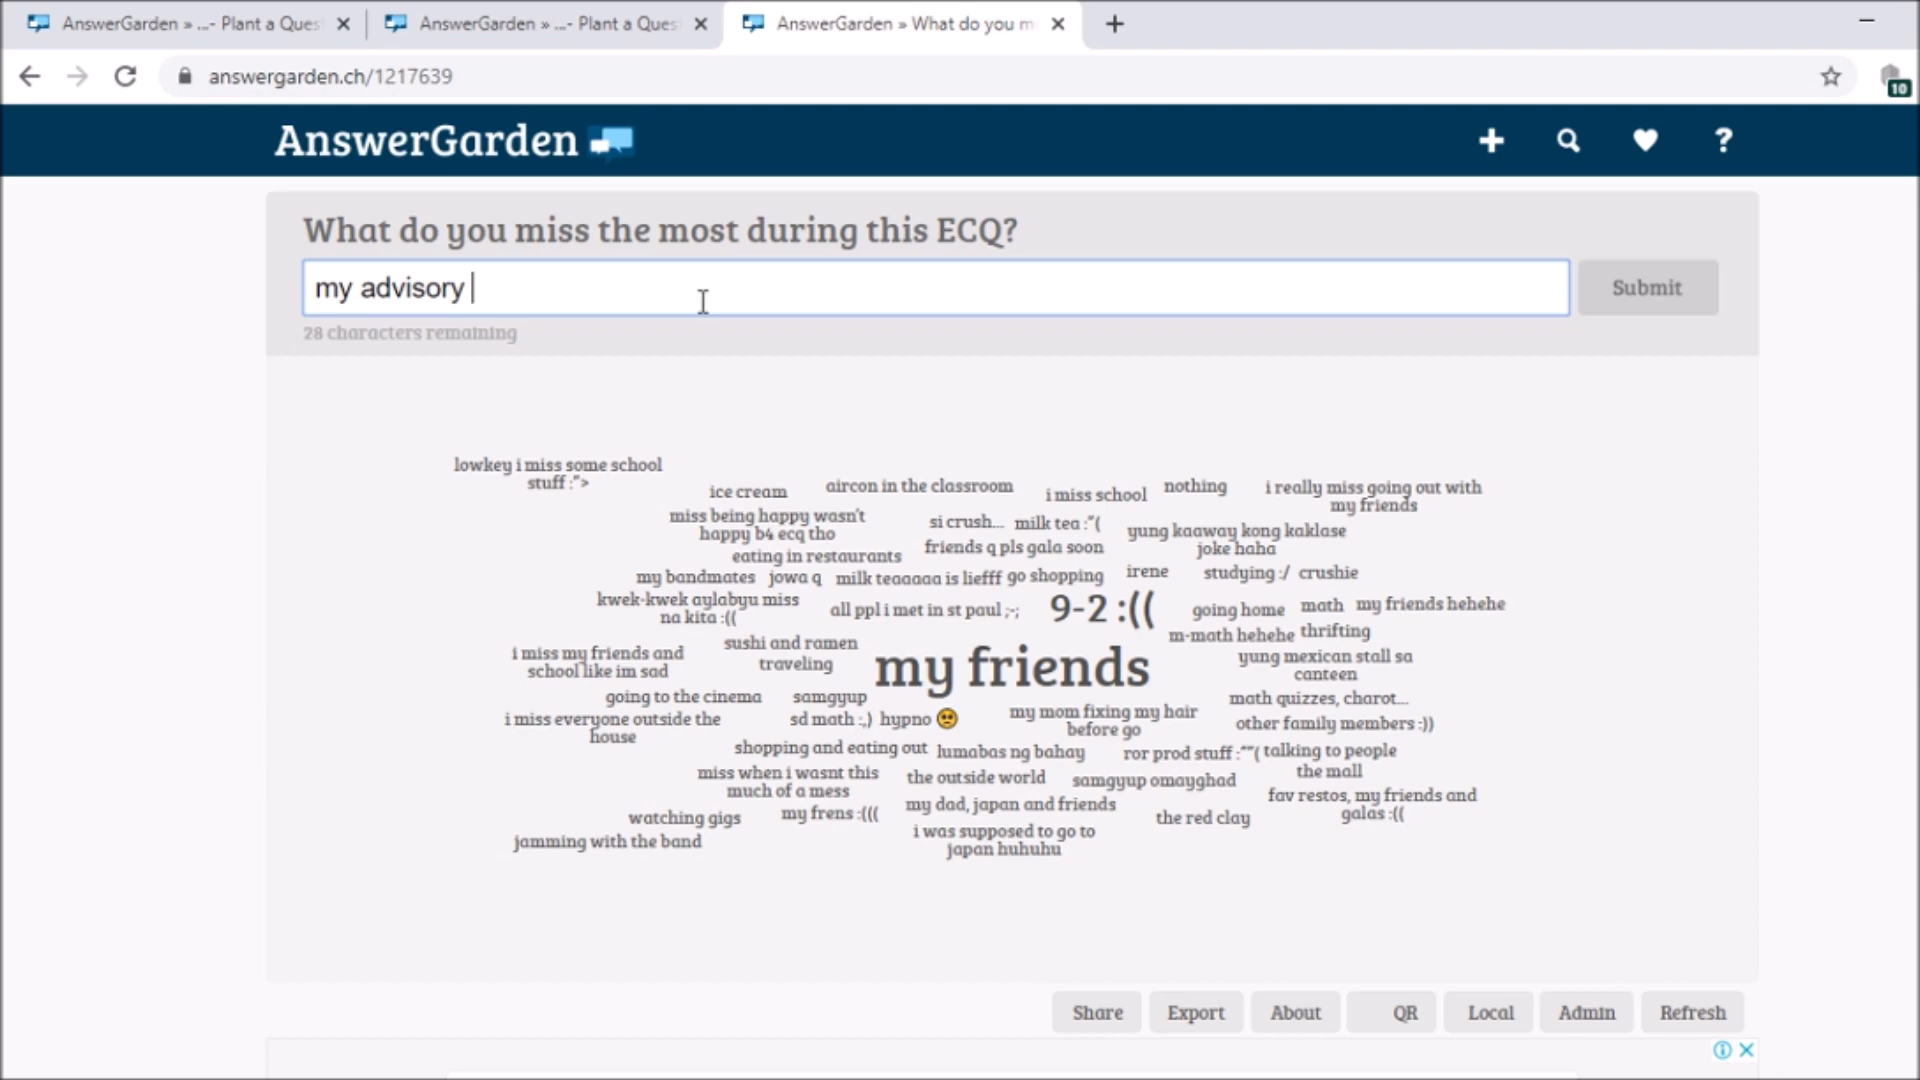 AnswerGarden » ...- Plant a Ques
AnswerGarden » ...- Plant a Ques
AnswerGarden » What do you m
answergarden.ch/1217639
10
AnswerGarden
What do you miss the most during this ECQ?
my advisory
Submit
28 characters remaining
lowkey i miss some school
stuff :">
ice cream
aircon in the classroom
i miss school
nothing
i really miss going out with
my friends
miss being happy wasn't
happy b4 ecq tho
si crush...
milk tea :"(
yung kaaway kong kaklase
joke haha
eating in restaurants
friends q pls gala soon
my bandmates
jowa q
milk teaaaaa is liefff
go shopping
irene
studying :/
crushie
kwek-kwek aylabyu miss
na kita :((
all ppl i met in st paul ;-;
9-2 :((
going home
math
my friends hehehe
m-math hehehe
thrifting
i miss my friends and
school like im sad
sushi and ramen
traveling
my friends
yung mexican stall sa
canteen
going to the cinema
samgyup
math quizzes, charot...
i miss everyone outside the
house
sd math :,)
hypno 🥺
my mom fixing my hair
before go
other family members :))
shopping and eating out
lumabas ng bahay
ror prod stuff :""(
talking to people
miss when i wasnt this
much of a mess
the outside world
samgyup omayghad
the mall
watching gigs
my frens :(((
my dad, japan and friends
the red clay
fav restos, my friends and
galas :((
jamming with the band
i was supposed to go to
japan huhuhu
Share
Export
About
QR
Local
Admin
Refresh